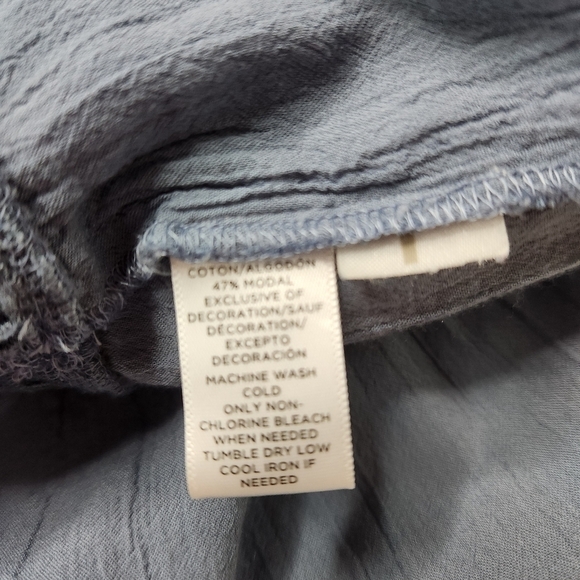 COTON/ALGODÓN
47% MODAL
EXCLUSIVE OF
DECORATION/SAUF
DÉCORATION/
EXCEPTO
DECORACIÓN
MACHINE WASH
COLD
ONLY NON-
CHLORINE BLEACH
WHEN NEEDED
TUMBLE DRY LOW
COOL IRON IF
NEEDED